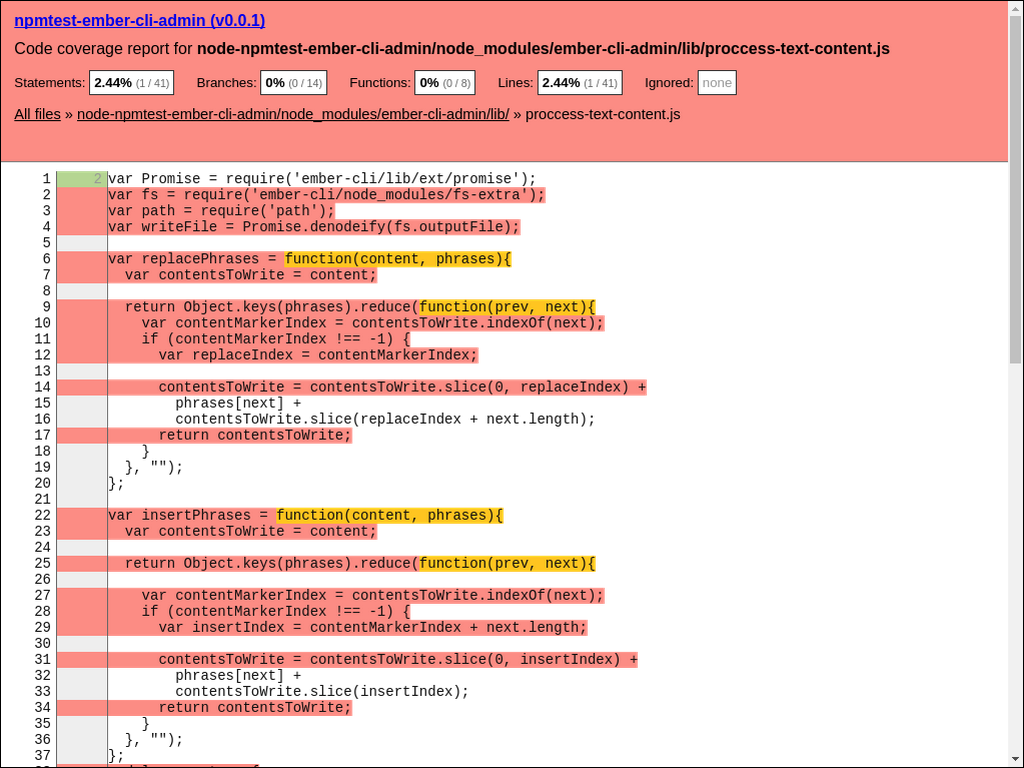 npmtest-ember-cli-admin (v0.0.1)
Code coverage report for node-npmtest-ember-cli-admin/node_modules/ember-cli-admin/lib/proccess-text-content.js
Statements: 2.44% (1 / 41) Branches: 0% (0 / 14) Functions: 0% (0 / 8) Lines: 2.44% (1 / 41) Ignored: none
All files » node-npmtest-ember-cli-admin/node_modules/ember-cli-admin/lib/ » proccess-text-content.js
1 2 var Promise = require('ember-cli/lib/ext/promise');
2 var fs = require('ember-cli/node_modules/fs-extra');
3 var path = require('path');
4 var writeFile = Promise.denodeify(fs.outputFile);
5
6 var replacePhrases = function(content, phrases){
7 var contentsToWrite = content;
8
9 return Object.keys(phrases).reduce(function(prev, next){
10 var contentMarkerIndex = contentsToWrite.indexOf(next);
11 if (contentMarkerIndex !== -1) {
12 var replaceIndex = contentMarkerIndex;
13
14 contentsToWrite = contentsToWrite.slice(0, replaceIndex) +
15 phrases[next] +
16 contentsToWrite.slice(replaceIndex + next.length);
17 return contentsToWrite;
18 }
19 }, "");
20 };
21
22 var insertPhrases = function(content, phrases){
23 var contentsToWrite = content;
24
25 return Object.keys(phrases).reduce(function(prev, next){
26
27 var contentMarkerIndex = contentsToWrite.indexOf(next);
28 if (contentMarkerIndex !== -1) {
29 var insertIndex = contentMarkerIndex + next.length;
30
31 contentsToWrite = contentsToWrite.slice(0, insertIndex) +
32 phrases[next] +
33 contentsToWrite.slice(insertIndex);
34 return contentsToWrite;
35 }
36 }, "");
37 };